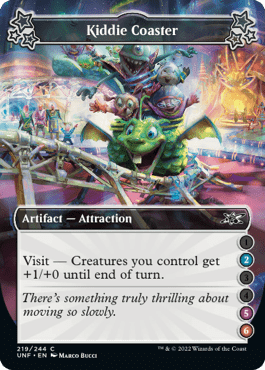 Kiddie Coaster
Artifact — Attraction
Visit — Creatures you control get
+1/+0 until end of turn.
There's something truly thrilling about
moving so slowly.
1
2
3
4
5
6
219/244 C
UNF • EN Marco Bucci
™ & © 2022 Wizards of the Coast